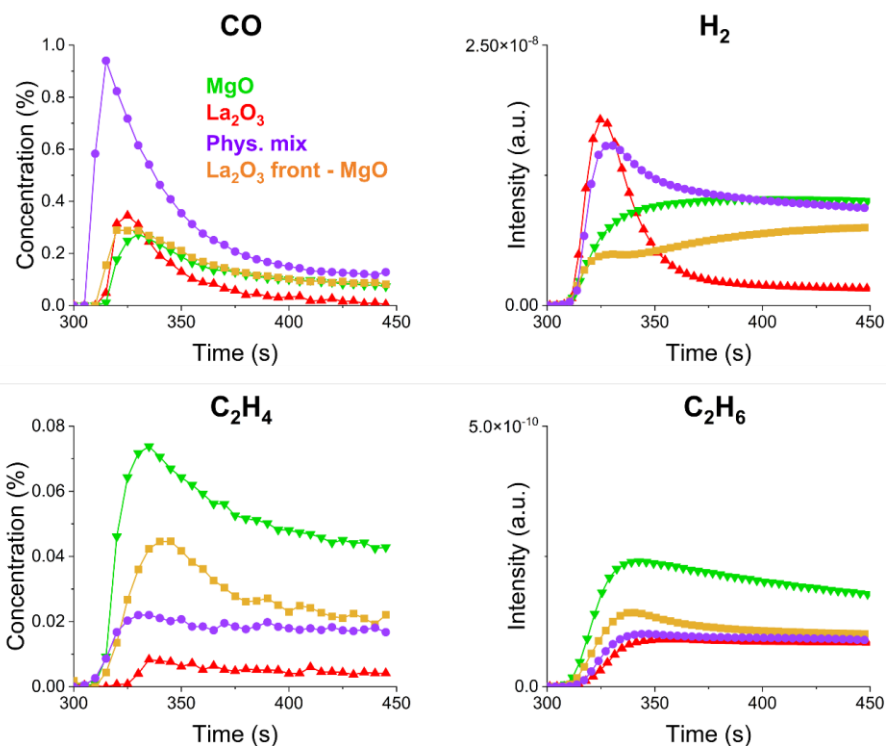 CO
Concentration (%)
1.0
0.8
0.6
0.4
0.2
0.0
MgO
La₂O₃
Phys. mix
La₂O₃ front - MgO
300
350
400
450
Time (s)
H₂
Intensity (a.u.)
2.50×10⁻⁸
0.00
300
350
400
450
Time (s)
C₂H₄
Concentration (%)
0.08
0.06
0.04
0.02
0.00
300
350
400
450
Time (s)
C₂H₆
Intensity (a.u.)
5.0×10⁻¹⁰
0.0
300
350
400
450
Time (s)